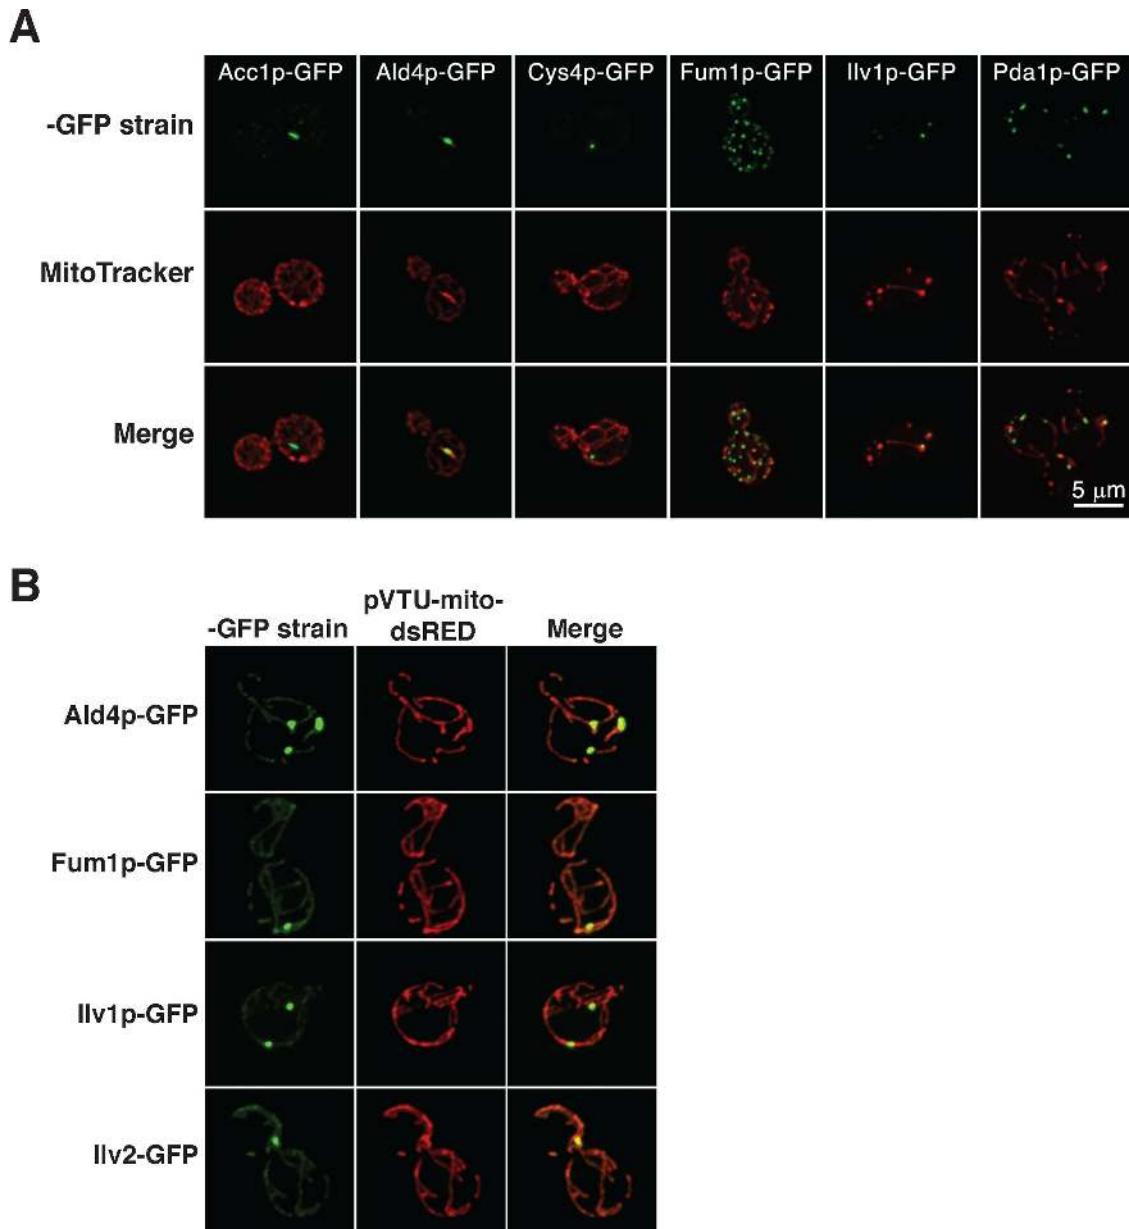 A
Acc1p-GFP Ald4p-GFP Cys4p-GFP Fum1p-GFP Ilv1p-GFP Pda1p-GFP
-GFP strain
MitoTracker
Merge
5 μm
B
-GFP strain pVTU-mito-dsRED Merge
Ald4p-GFP
Fum1p-GFP
Ilv1p-GFP
Ilv2-GFP